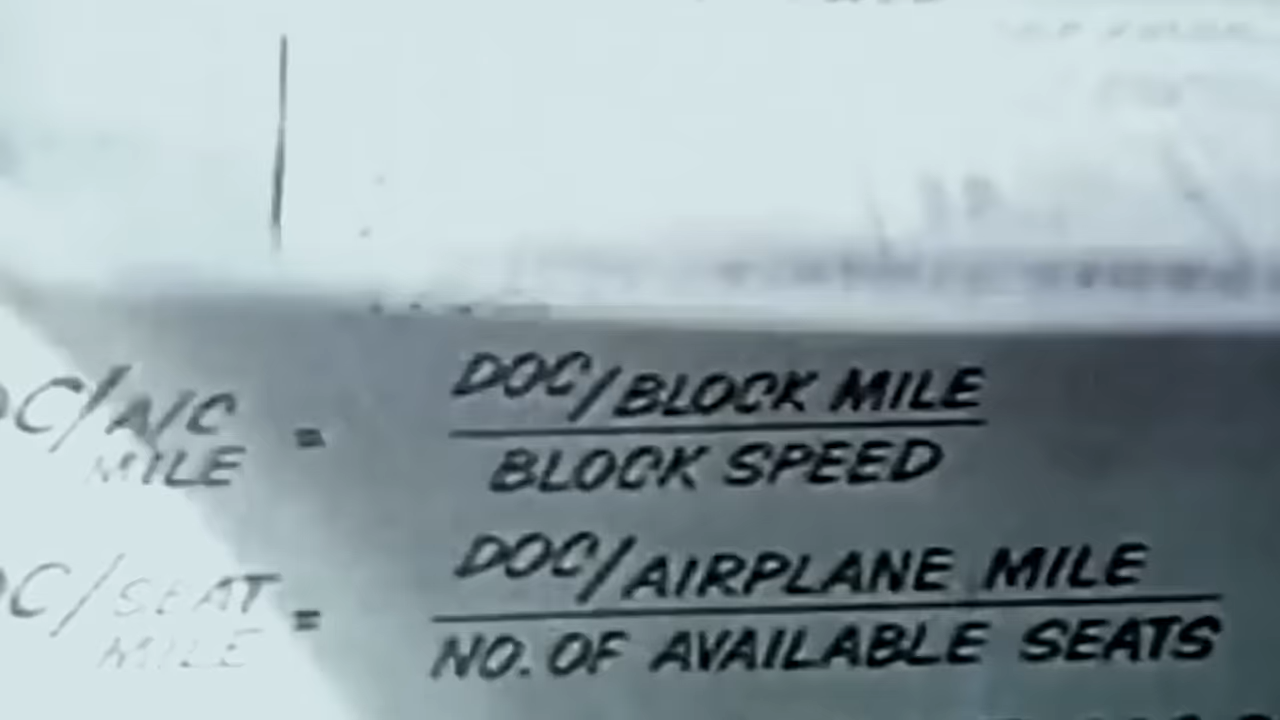 DOC/BLOCK MILE
OC/A/C MILE =
BLOCK SPEED
DOC/AIRPLANE MILE
OC/SEAT MILE =
NO. OF AVAILABLE SEATS